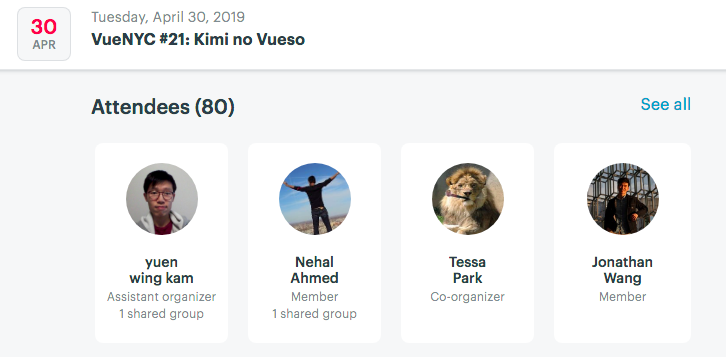 30
APR
Tuesday, April 30, 2019
VueNYC #21: Kimi no Vueso
Attendees (80)
See all
yuen
wing kam
Assistant organizer
1 shared group
Nehal
Ahmed
Member
1 shared group
Tessa
Park
Co-organizer
Jonathan
Wang
Member